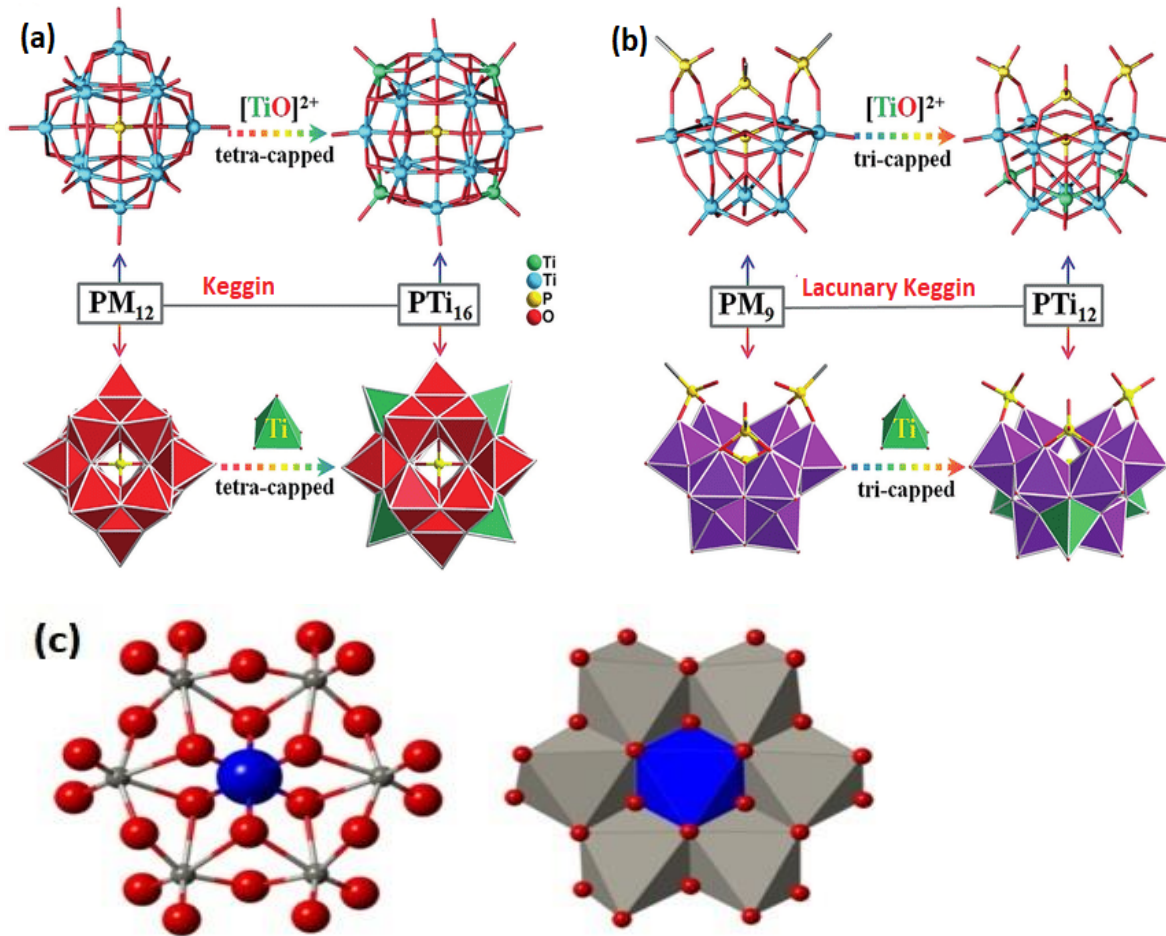 (a)
[TiO]²⁺
tetra-capped
PM₁₂
Keggin
PTi₁₆
Ti
Ti
P
O
Ti
tetra-capped
(b)
[TiO]²⁺
tri-capped
PM₉
Lacunary Keggin
PTi₁₂
Ti
tri-capped
(c)